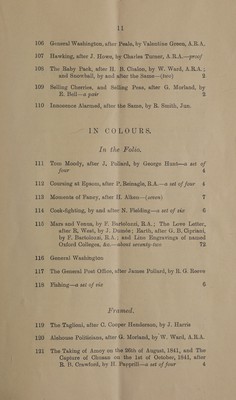 11
106 General Washington, after Peale, by Valentine Green, A.R.A.
107 Hawking, after J. Howe, by Charles Turner, A.R.A.—proof
108 The Ruby Pack, after H. B. Chalon, by W. Ward, A.R.A.;
and Snowball, by and after the Same—(two) 2
109 Selling Cherries, and Selling Peas, after G. Morland, by
E. Bell—a pair 2
110 Innocence Alarmed, after the Same, by R. Smith, Jun.
IN COLOURS.
In the Folio.
111 Tom Moody, after J. Pollard, by George Hunt—a set of
four 4
112 Coursing at Epsom, after P. Reinagle, R.A.—a set of four 4
113 Moments of Fancy, after H. Alken—(seven) 7
114 Cock-fighting, by and after N. Fielding—a set of six 6
115 Mars and Venus, by F. Bartolozzi, R.A.; The Love Letter,
after R. West, by J. Dunsle; Earth, after G. B. Cipriani,
by F. Bartolozzi, R.A.; and Line Engravings of named
Oxford Colleges, &c.—about seventy-two 72
116 General Washington
117 The General Post Office, after James Pollard, by R. G. Reeve
118 Fishing—a set of six 6
Framed.
119 The Taglioni, after C. Cooper Henderson, by J. Harris
120 Alehouse Politicians, after G. Morland, by W. Ward, A.R.A.
121 The Taking of Amoy on the 26th of August, 1841, and The
Capture of Chusan on the 1st of October, 1841, after
R. B. Crawford, by H. Papprill—a set of four 4